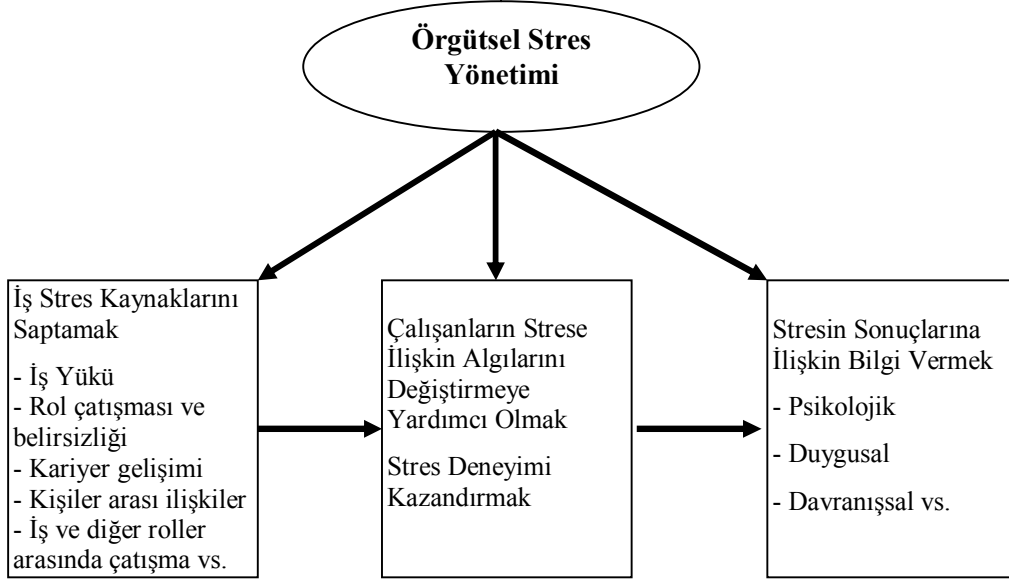 Örgütsel Stres
Yönetimi
İş Stres Kaynaklarını
Saptamak
- İş Yükü
- Rol çatışması ve
belirsizliği
- Kariyer gelişimi
- Kişiler arası ilişkiler
- İş ve diğer roller
arasında çatışma vs.
Çalışanların Strese
İlişkin Algılarını
Değiştirmeye
Yardımcı Olmak
Stres Deneyimi
Kazandırmak
Stresin Sonuçlarına
İlişkin Bilgi Vermek
- Psikolojik
- Duygusal
- Davranışsal vs.